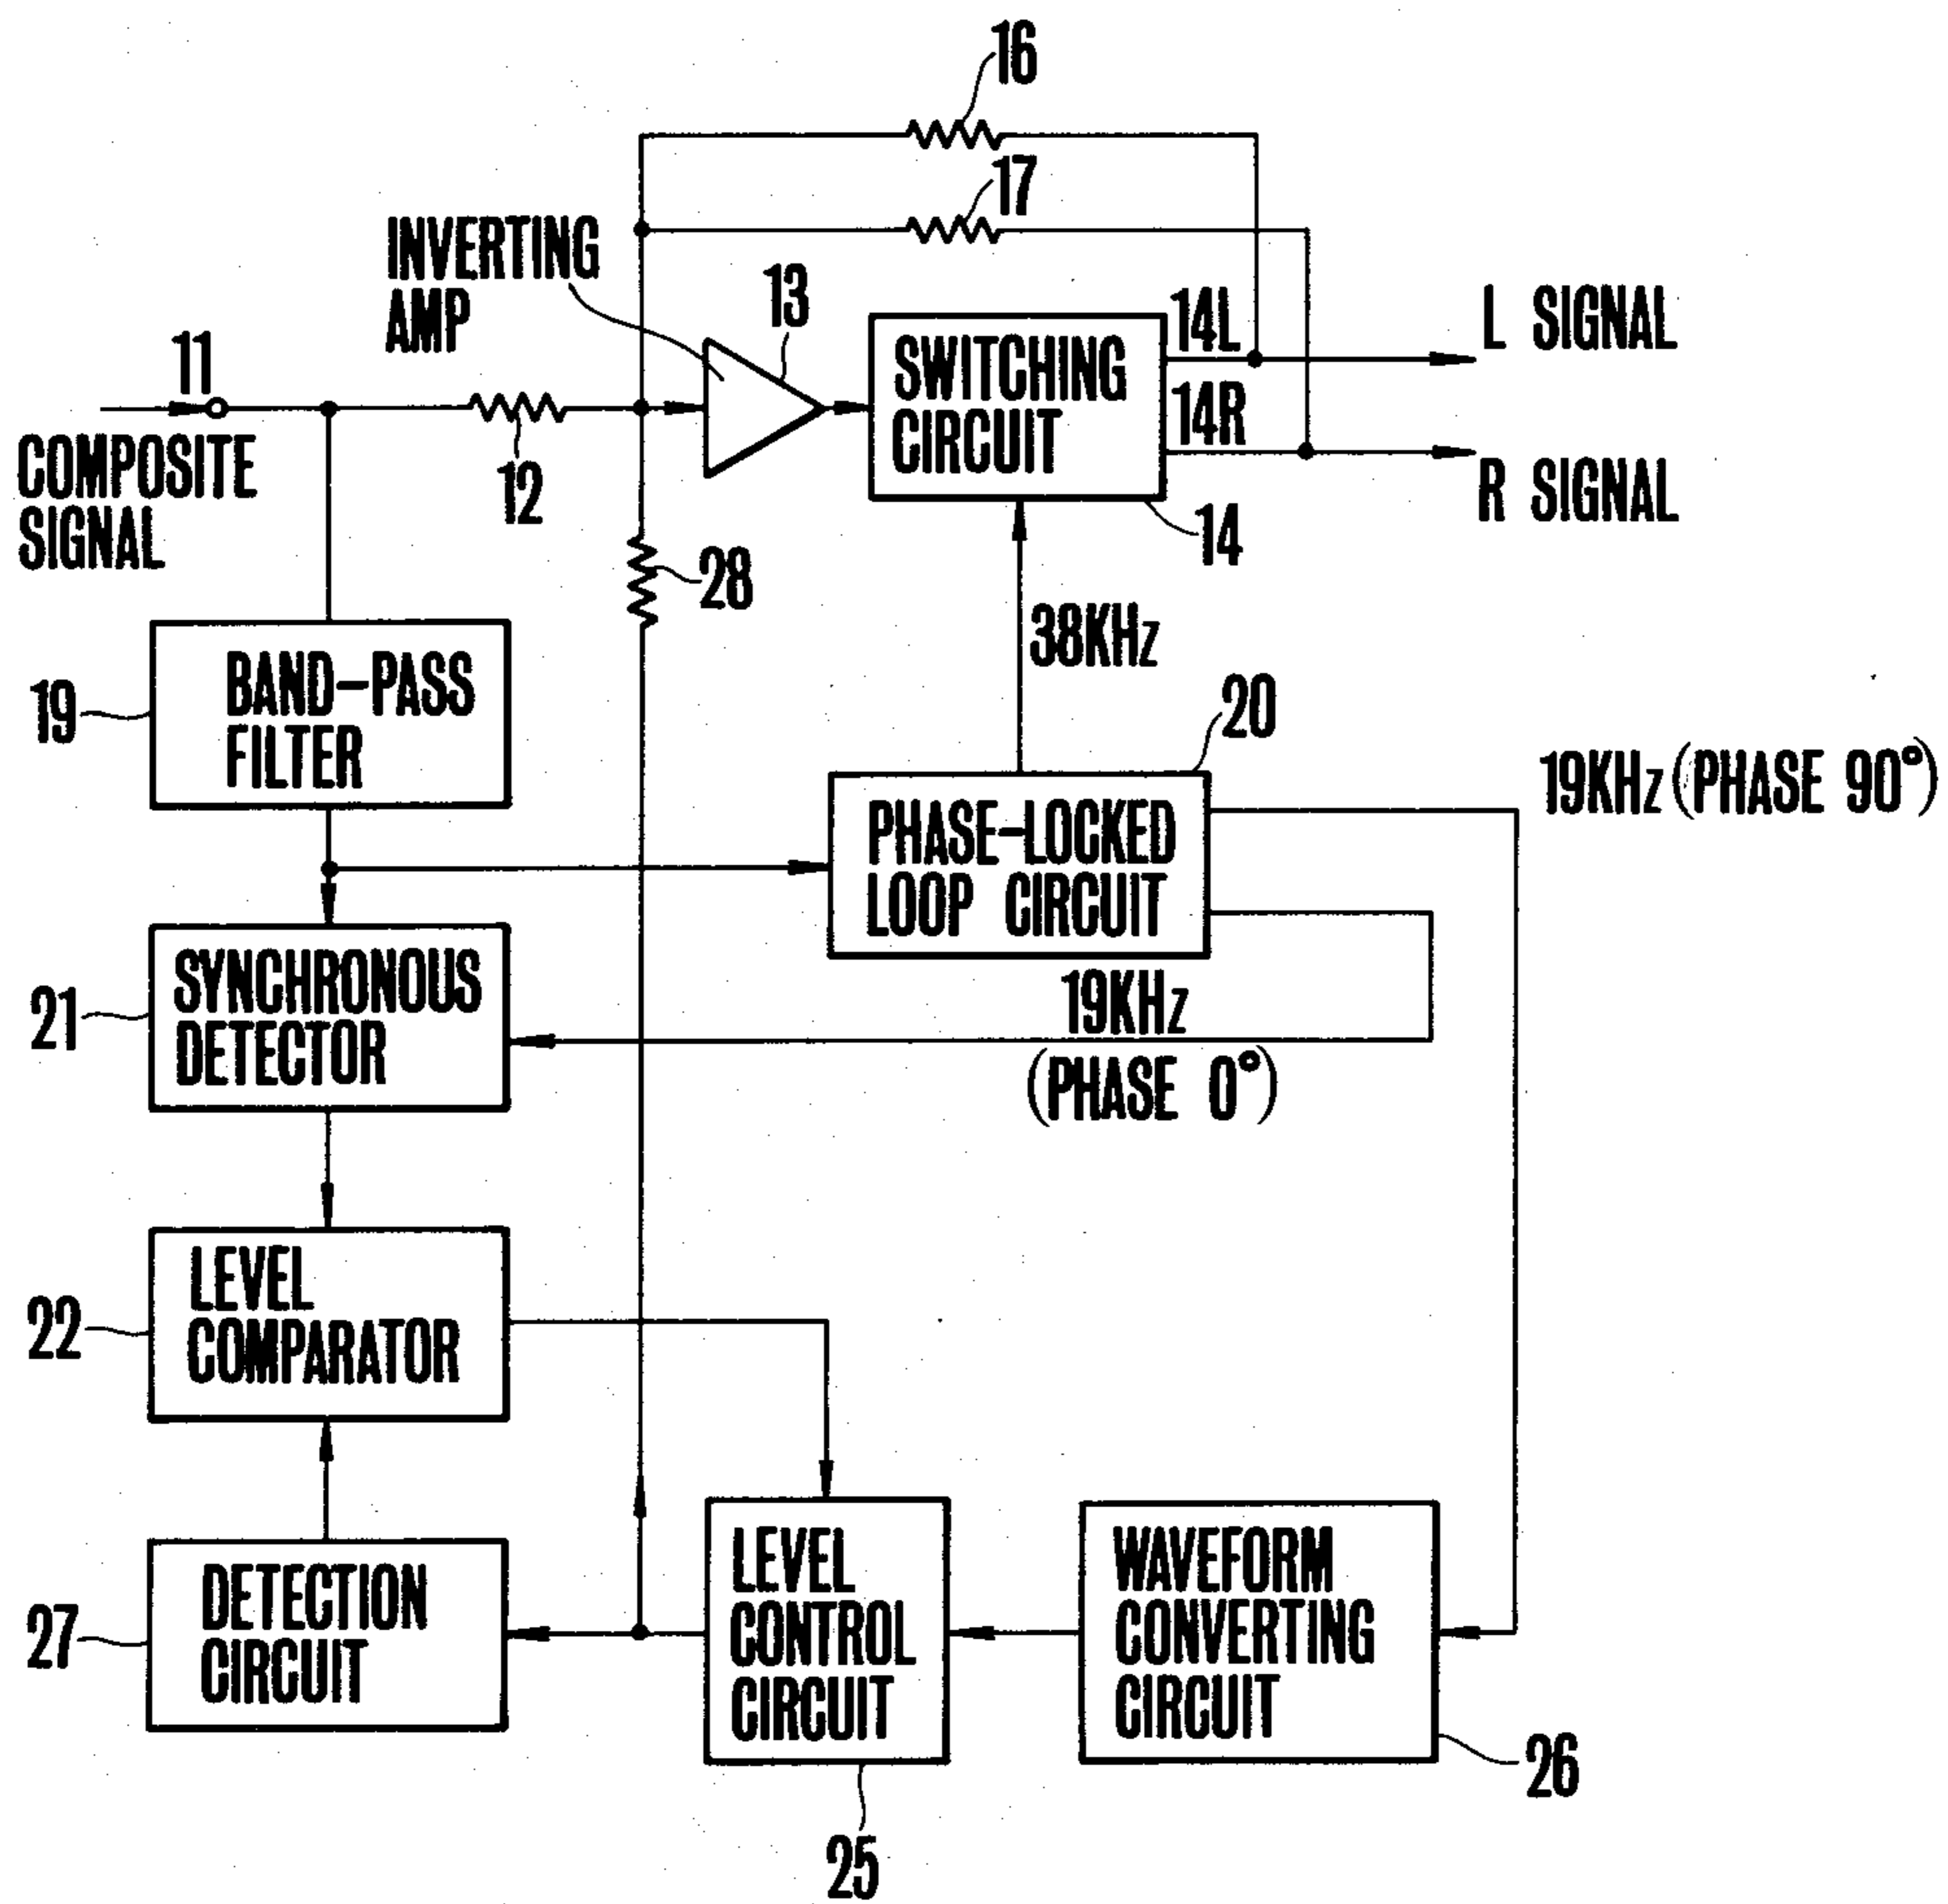 16
17
INVERTING
AMP
13
11
COMPOSITE
SIGNAL
12
SWITCHING
CIRCUIT
14L
14R
L SIGNAL
R SIGNAL
14
28
38KHz
BAND-PASS
FILTER
19
20
19KHz (PHASE 90°)
PHASE-LOCKED
LOOP CIRCUIT
SYNCHRONOUS
DETECTOR
21
19KHz
(PHASE 0°)
LEVEL
COMPARATOR
22
DETECTION
CIRCUIT
27
LEVEL
CONTROL
CIRCUIT
25
WAVEFORM
CONVERTING
CIRCUIT
26